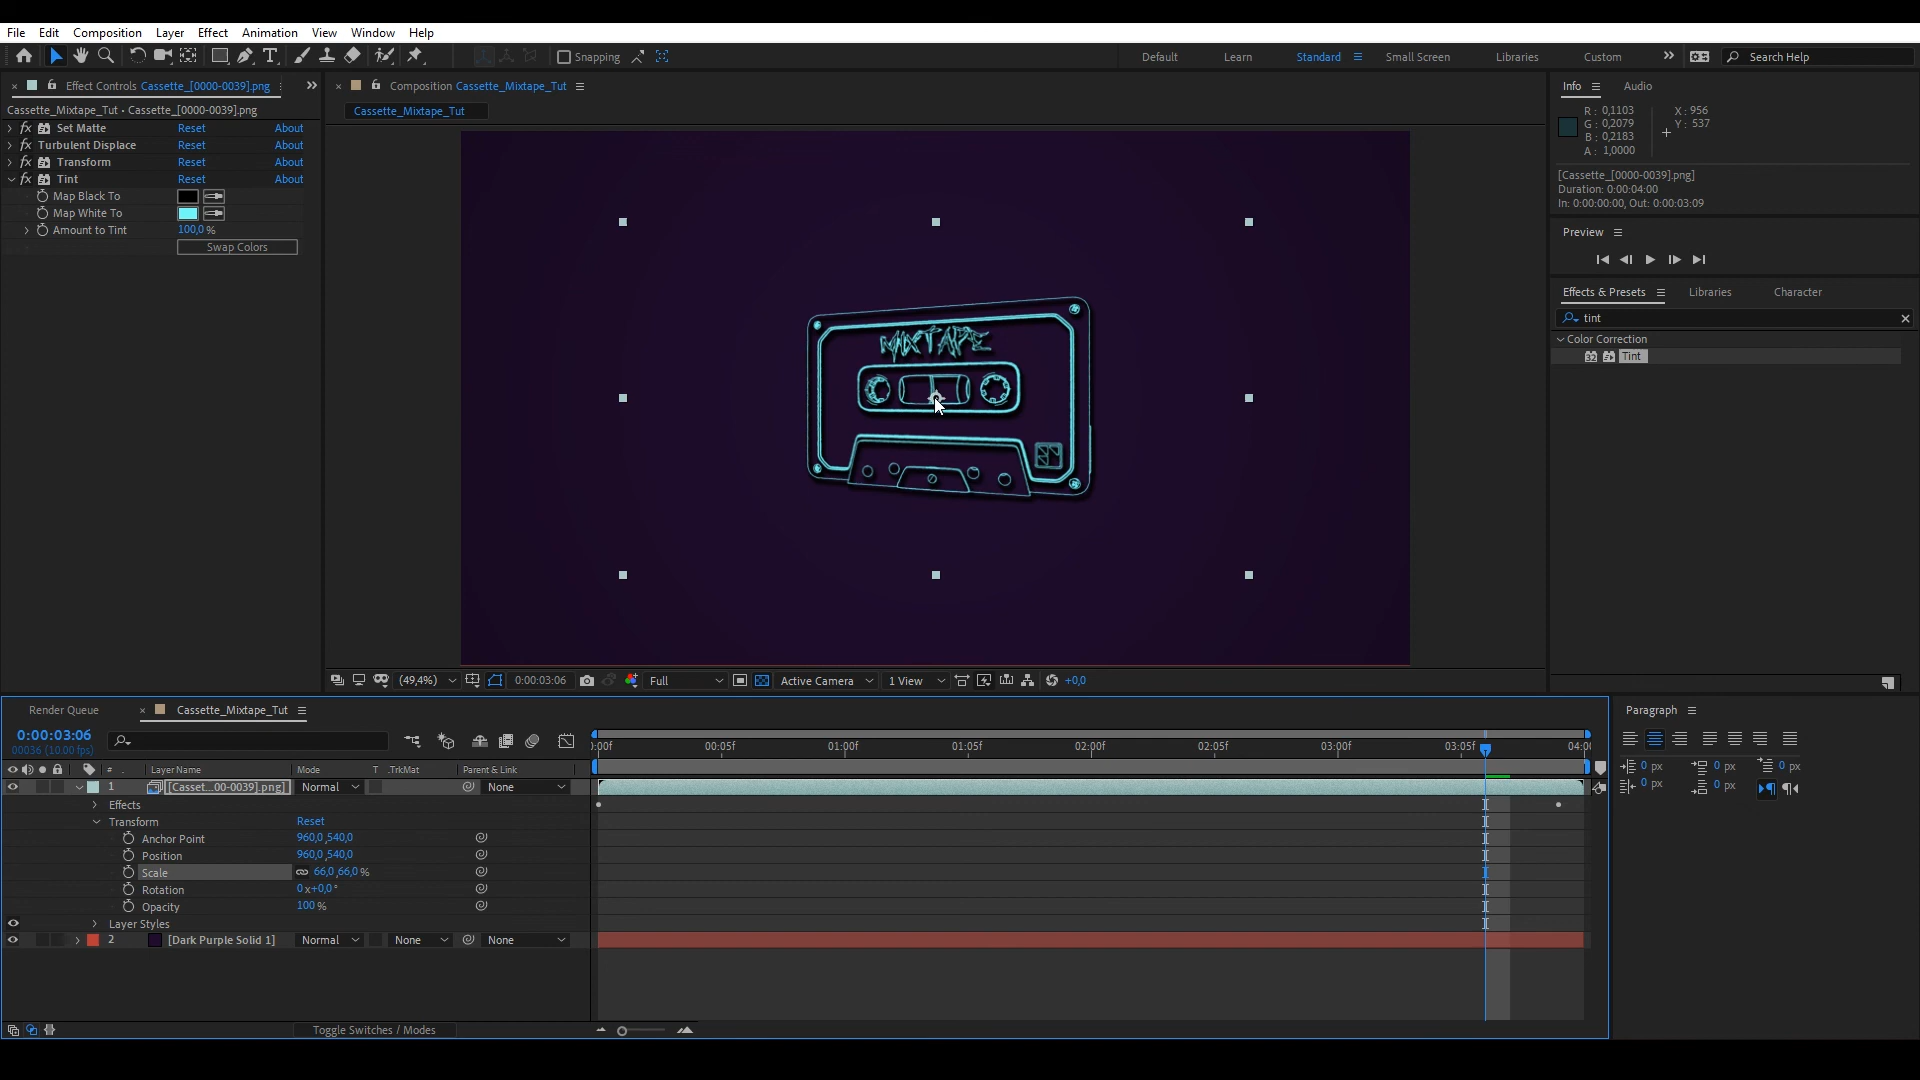 File Edit Composition Layer Effect Animation View Window Help
Snapping Default Learn Standard Small Screen Libraries Custom Search Help
Effect Controls Cassette_[0000-0039].png
Cassette_Mixtape_Tut • Cassette_[0000-0039].png
fx Set Matte Reset About
fx Turbulent Displace Reset About
fx Transform Reset About
fx Tint Reset About
Map Black To
Map White To
Amount to Tint 100,0 %
Swap Colors
Composition Cassette_Mixtape_Tut
Cassette_Mixtape_Tut
MIXTAPE
(49,4%) 0:00:03:06 Full Active Camera 1 View +0,0
Info Audio
R: 0,1103 X: 956
G: 0,2079 Y: 537
B: 0,2183
A: 1,0000
[Cassette_[0000-0039].png]
Duration: 0:00:04:00
In: 0:00:00:00, Out: 0:00:03:09
Preview
Effects & Presets Libraries Character
tint
Color Correction
32 Tint
Render Queue Cassette_Mixtape_Tut
0:00:03:06
00036 (10.00 fps)
:00f 00:05f 01:00f 01:05f 02:00f 02:05f 03:00f 03:05f 04:00
# Layer Name Mode T .TrkMat Parent & Link
1 [Casset...00-0039].png] Normal None
Effects
Transform Reset
Anchor Point 960,0,540,0
Position 960,0,540,0
Scale 66,0,66,0 %
Rotation 0x+0,0°
Opacity 100 %
Layer Styles
2 [Dark Purple Solid 1] Normal None None
Toggle Switches / Modes
Paragraph
0 px 0 px 0 px
0 px 0 px